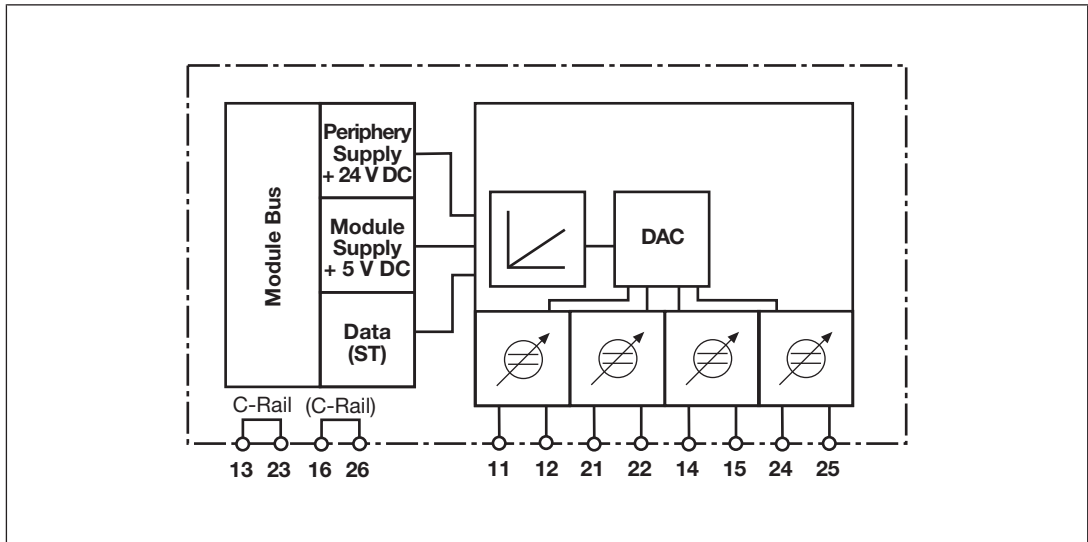 Module Bus
Periphery
Supply
+ 24 V DC
Module
Supply
+ 5 V DC
Data
(ST)
DAC
C-Rail (C-Rail)
13 23 16 26 11 12 21 22 14 15 24 25